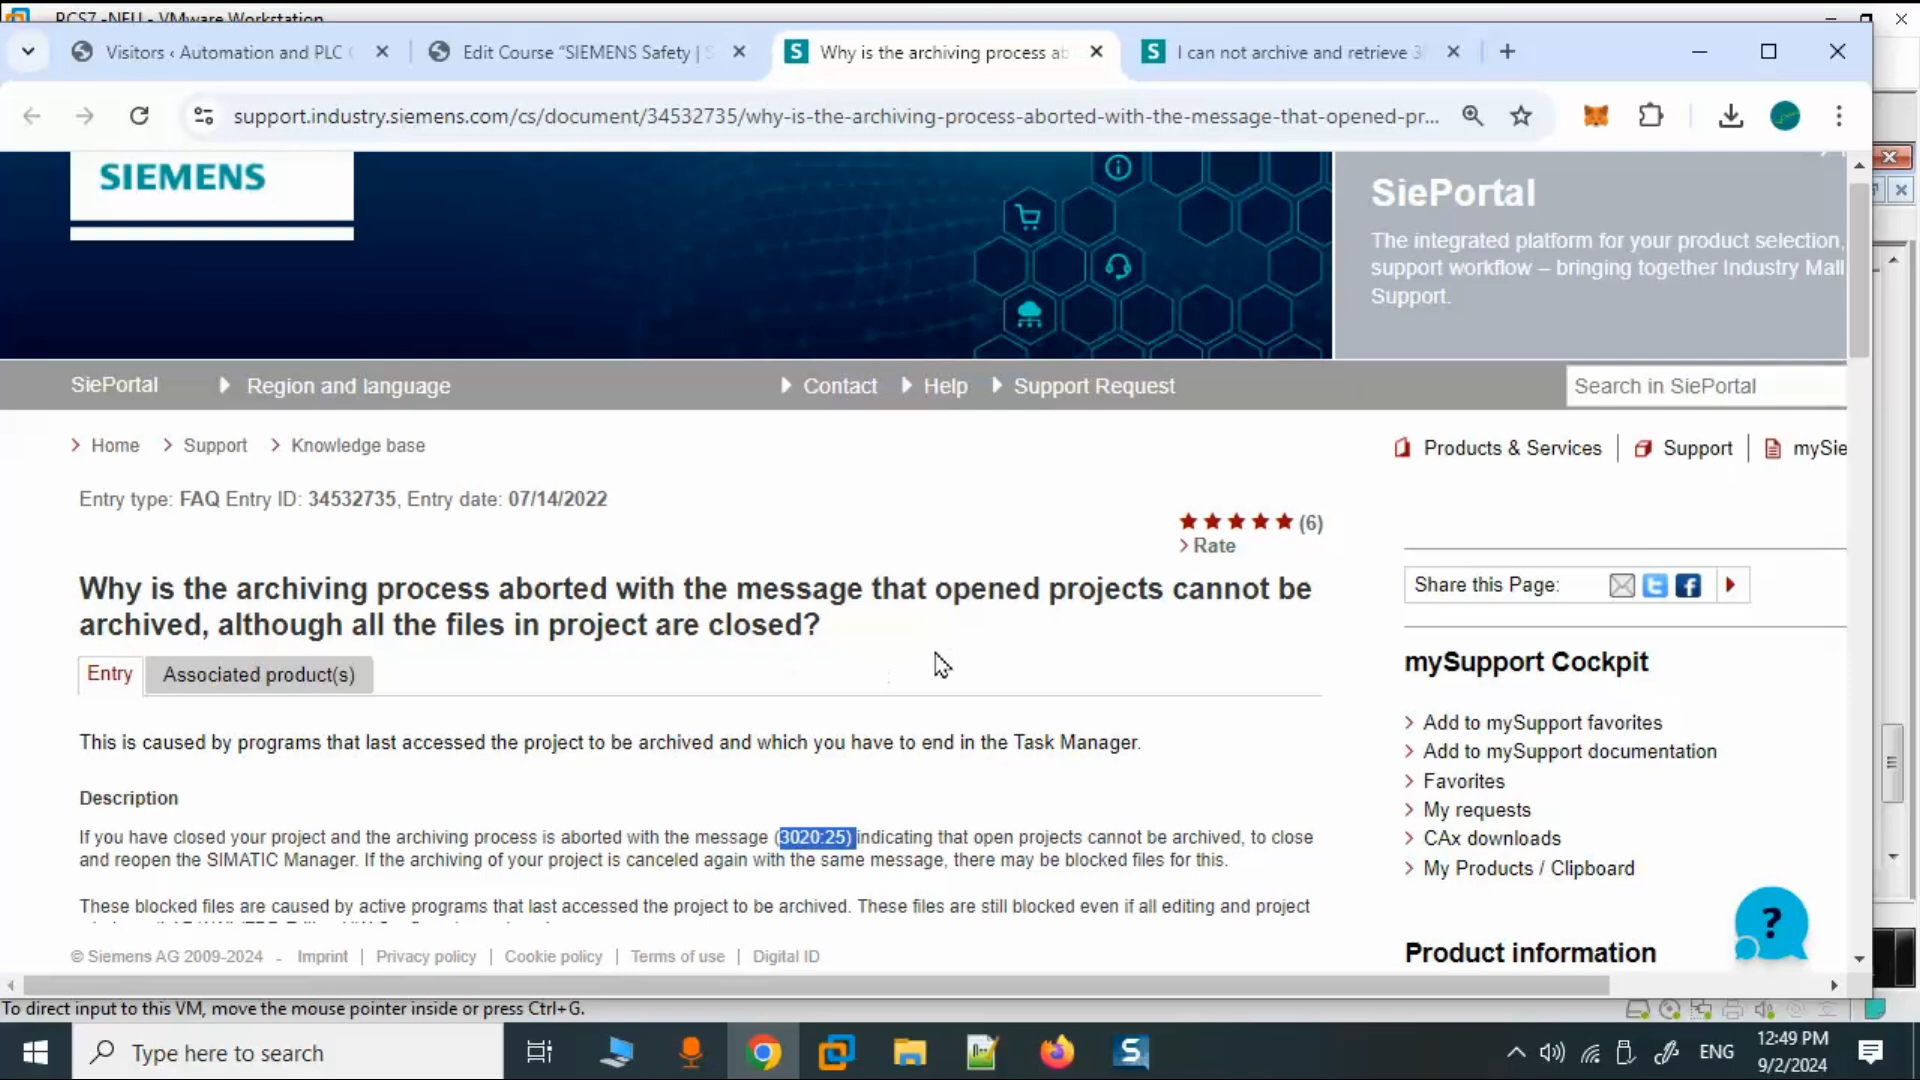 PCS7 -NEU - VMware Workstation
Visitors ‹ Automation and PLC
Edit Course “SIEMENS Safety |
Why is the archiving process ab
I can not archive and retrieve
support.industry.siemens.com/cs/document/34532735/why-is-the-archiving-process-aborted-with-the-message-that-opened-pr...
SIEMENS
SiePortal
The integrated platform for your product selection,
support workflow – bringing together Industry Mall
Support.
SiePortal
Region and language
Contact
Help
Support Request
Search in SiePortal
Home
Support
Knowledge base
Products & Services
Support
mySie
Entry type: FAQ Entry ID: 34532735, Entry date: 07/14/2022
(6)
Rate
Why is the archiving process aborted with the message that opened projects cannot be
archived, although all the files in project are closed?
Share this Page:
Entry
Associated product(s)
mySupport Cockpit
Add to mySupport favorites
Add to mySupport documentation
Favorites
My requests
CAx downloads
My Products / Clipboard
This is caused by programs that last accessed the project to be archived and which you have to end in the Task Manager.
Description
If you have closed your project and the archiving process is aborted with the message (3020:25) indicating that open projects cannot be archived, to close
and reopen the SIMATIC Manager. If the archiving of your project is canceled again with the same message, there may be blocked files for this.
These blocked files are caused by active programs that last accessed the project to be archived. These files are still blocked even if all editing and project
Product information
© Siemens AG 2009-2024 - Imprint | Privacy policy | Cookie policy | Terms of use | Digital ID
To direct input to this VM, move the mouse pointer inside or press Ctrl+G.
Type here to search
ENG
12:49 PM
9/2/2024